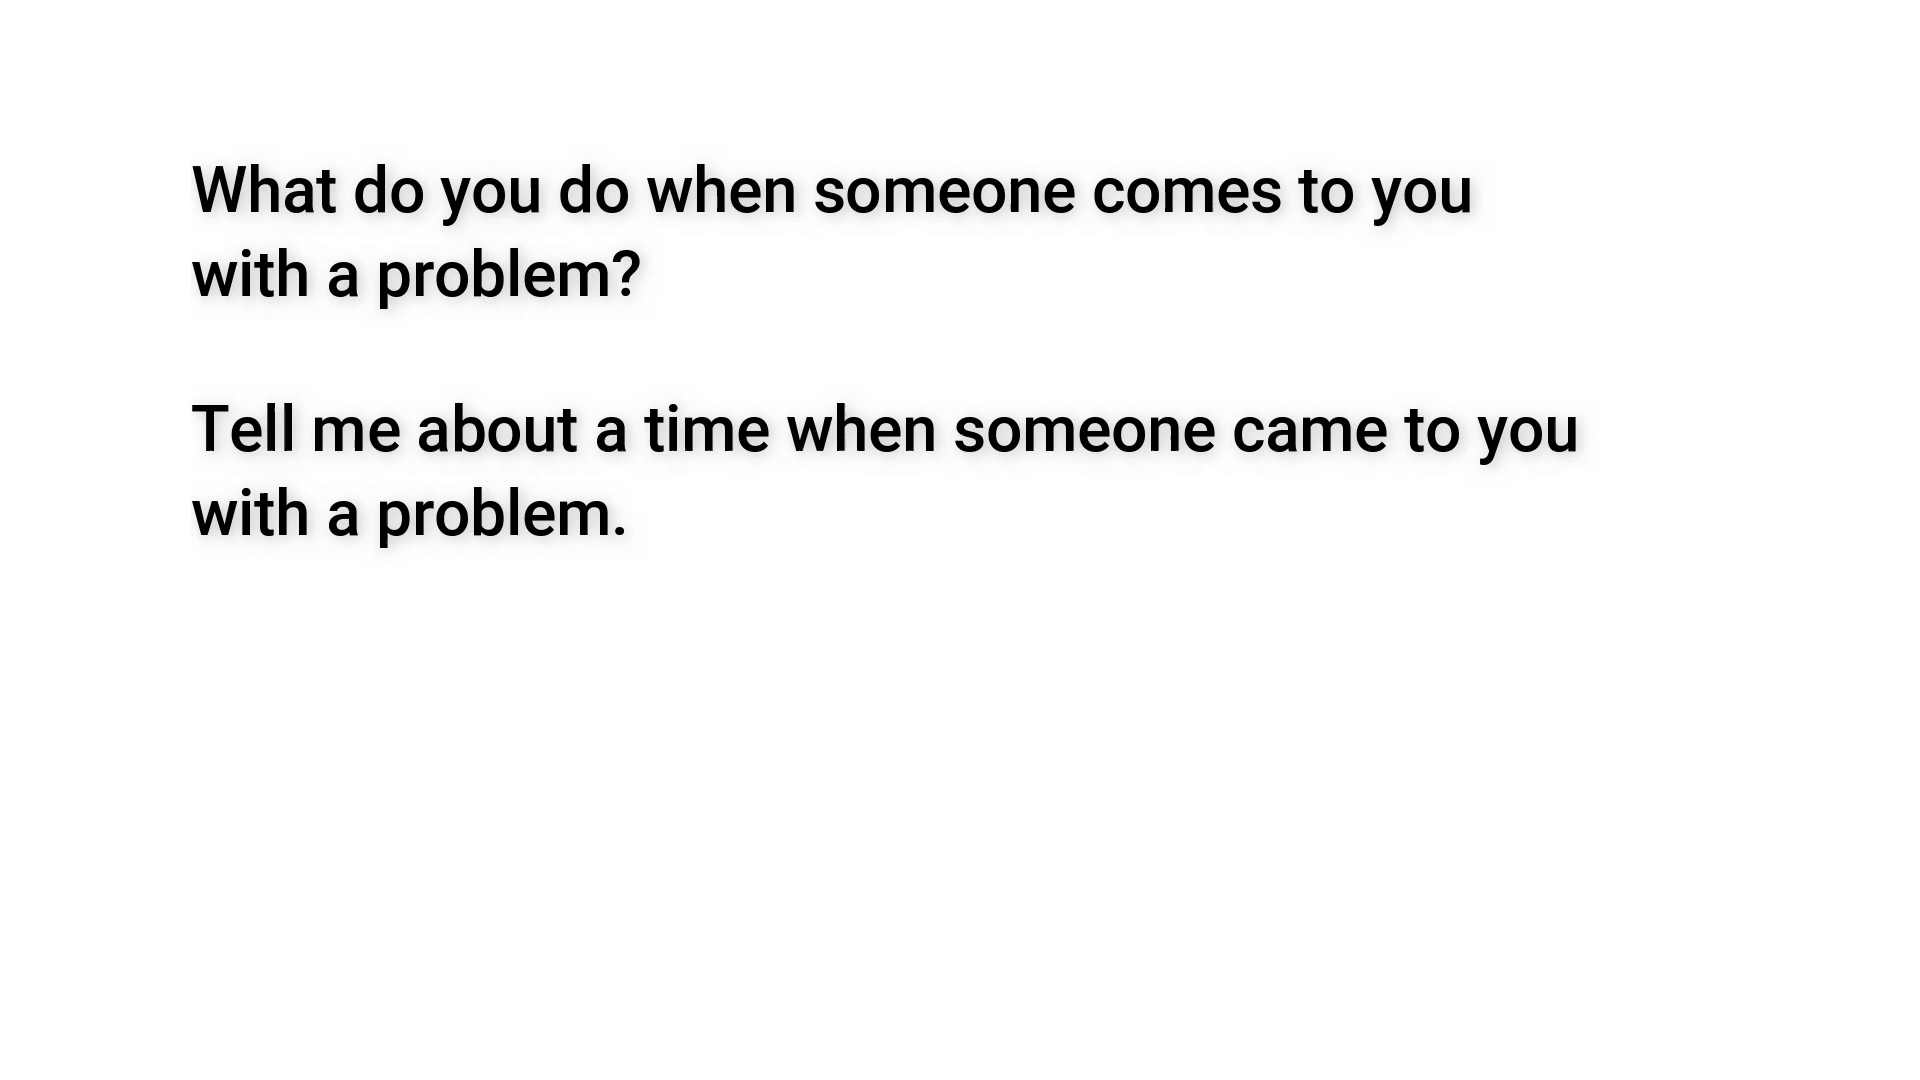 What do you do when someone comes to you
with a problem?
Tell me about a time when someone came to you
with a problem.